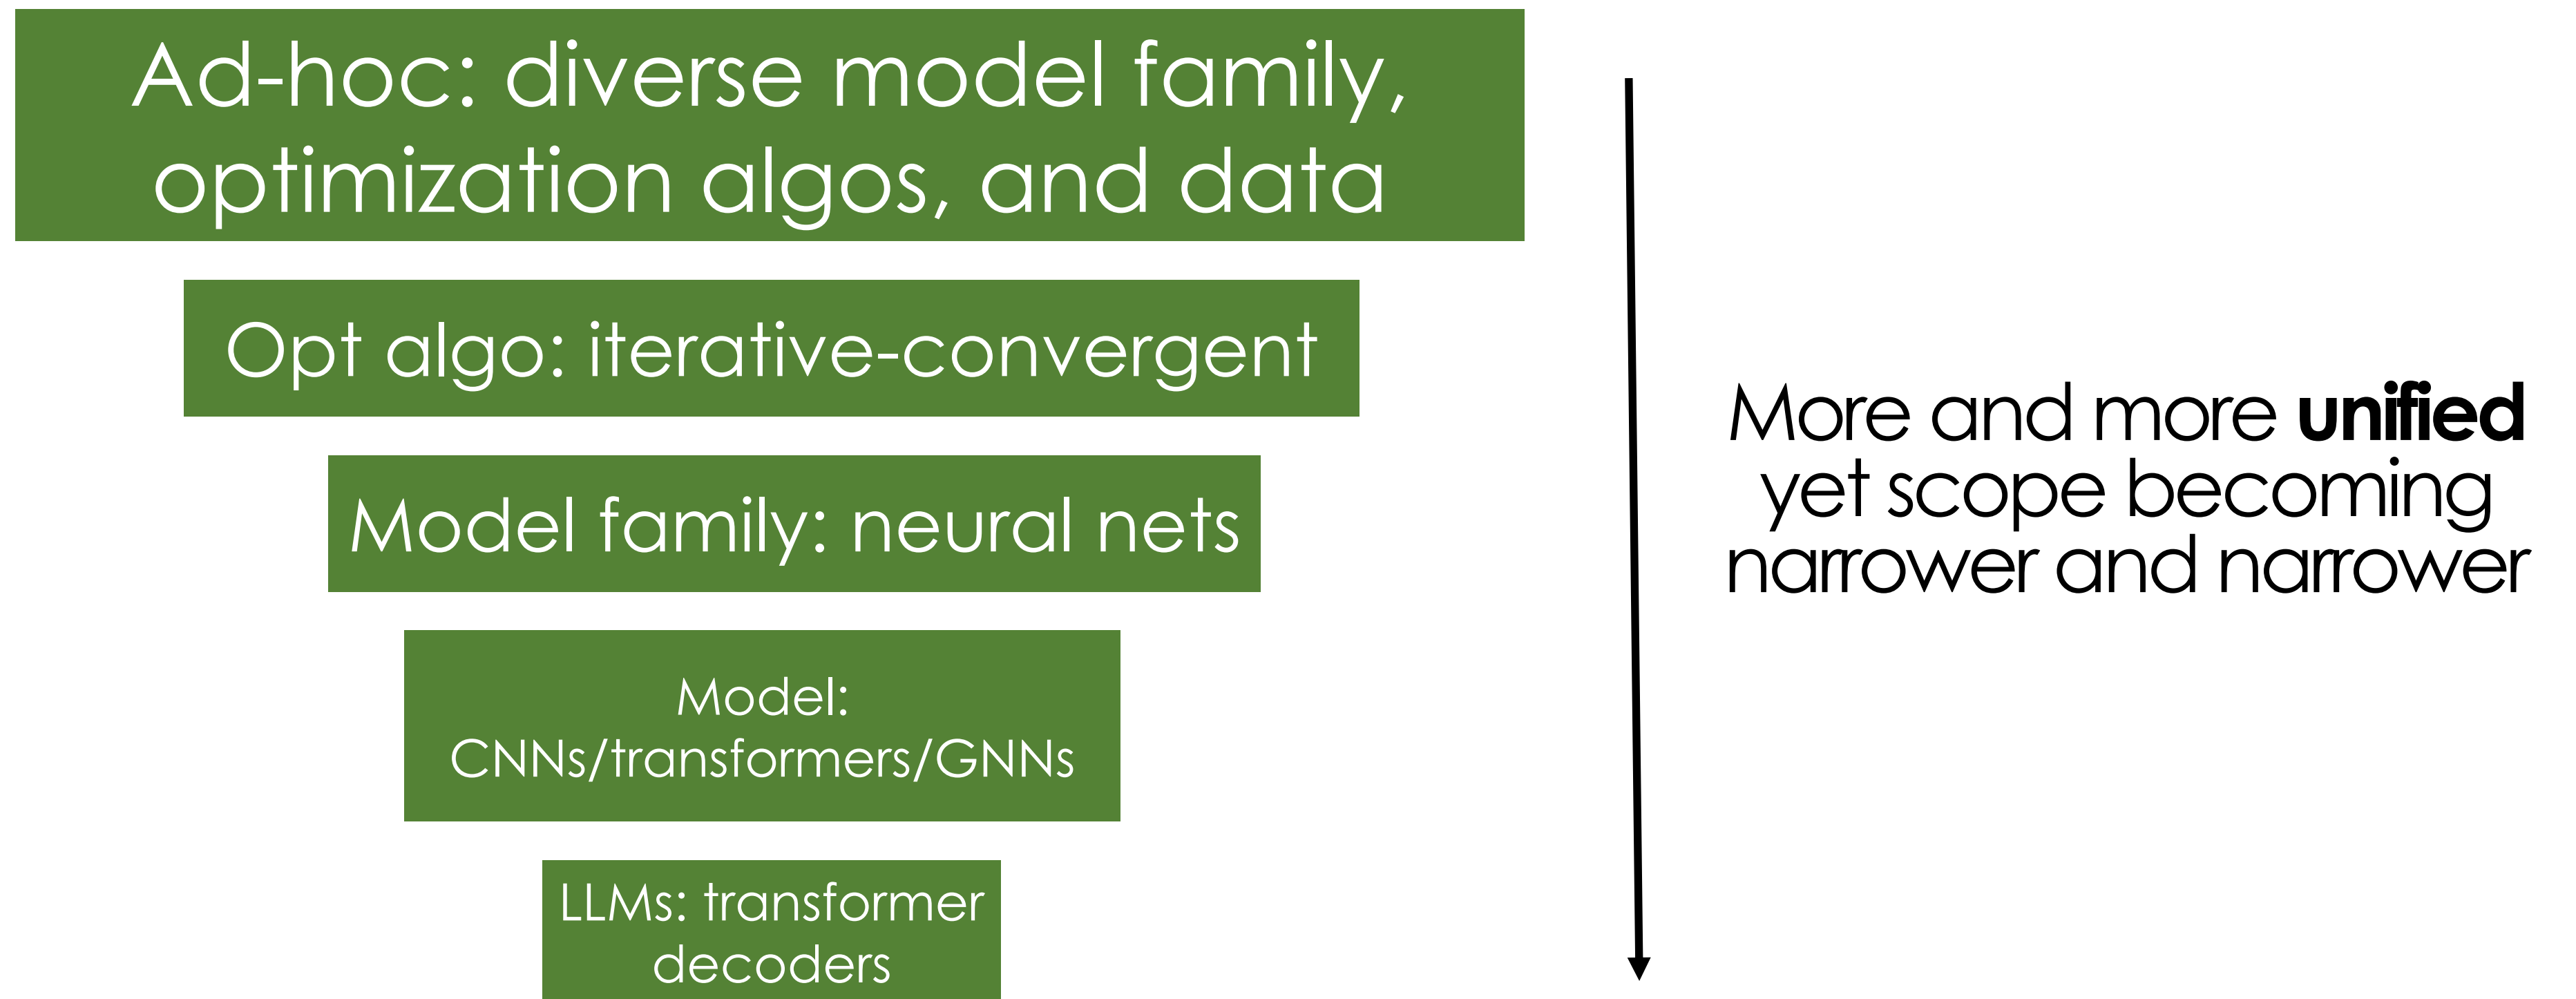 Ad-hoc: diverse model family,
optimization algos, and data
Opt algo: iterative-convergent
Model family: neural nets
Model:
CNNs/transformers/GNNs
LLMs: transformer
decoders
More and more unified
yet scope becoming
narrower and narrower